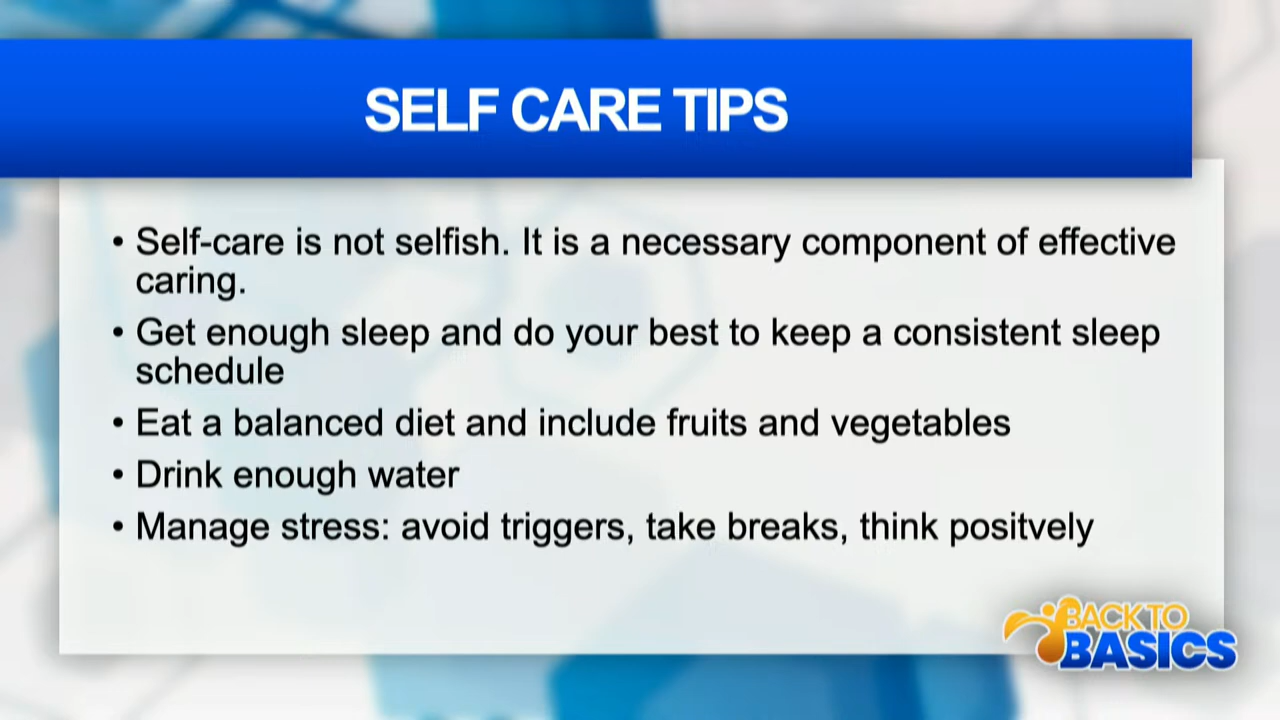 SELF CARE TIPS
• Self-care is not selfish. It is a necessary component of effective
caring.
• Get enough sleep and do your best to keep a consistent sleep
schedule
• Eat a balanced diet and include fruits and vegetables
• Drink enough water
• Manage stress: avoid triggers, take breaks, think positvely
BACK TO
BASICS